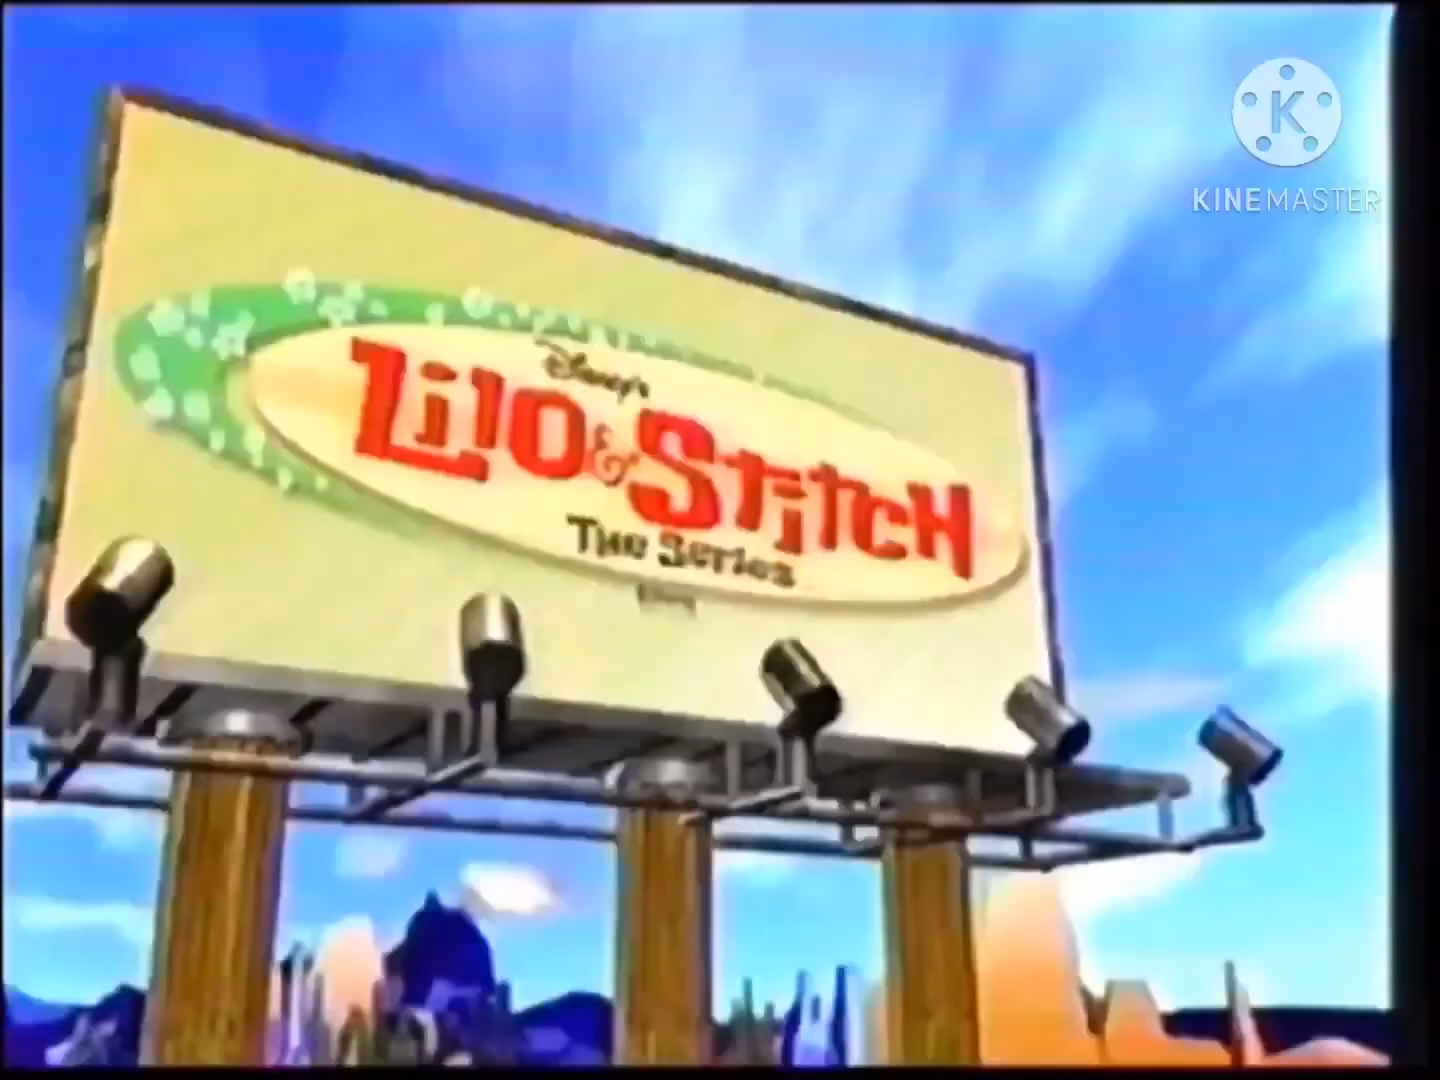 K
KINEMASTER
Disney's
Lilo & Stitch
The Series